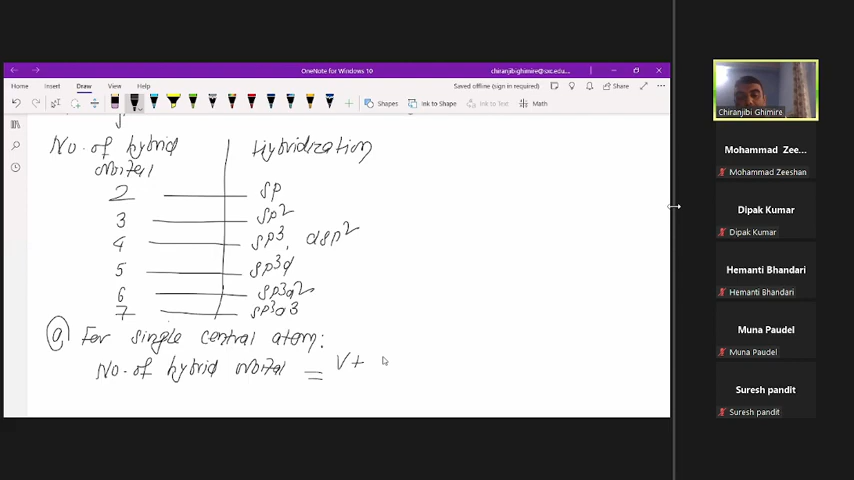 OneNote for Windows 10
chiranjibighimire@sxc.edu...
Home Insert Draw View Help
Saved offline (sign in required) Share
Shapes Ink to Shape Ink to Text Math
No. of hybrid orbital Hybridization
2 sp
3 sp2
4 sp3, dsp2
5 sp3d
6 sp3d2
7 sp3d3
a) For single central atom:
No. of hybrid orbital = V+
Chiranjibi Ghimire
Mohammad Zee...
Mohammad Zeeshan
Dipak Kumar
Dipak Kumar
Hemanti Bhandari
Hemanti Bhandari
Muna Paudel
Muna Paudel
Suresh pandit
Suresh pandit